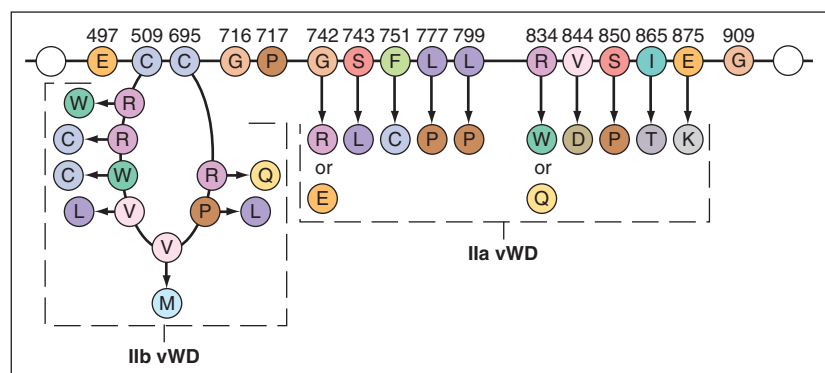 497 509 695 716 717 742 743 751 777 799 834 844 850 865 875 909
E C C G P G S F L L R V S I E G
W R
C R R L C P P W D P T K
C W R Q or or
L V P L E Q
V
IIa vWD
M
IIb vWD